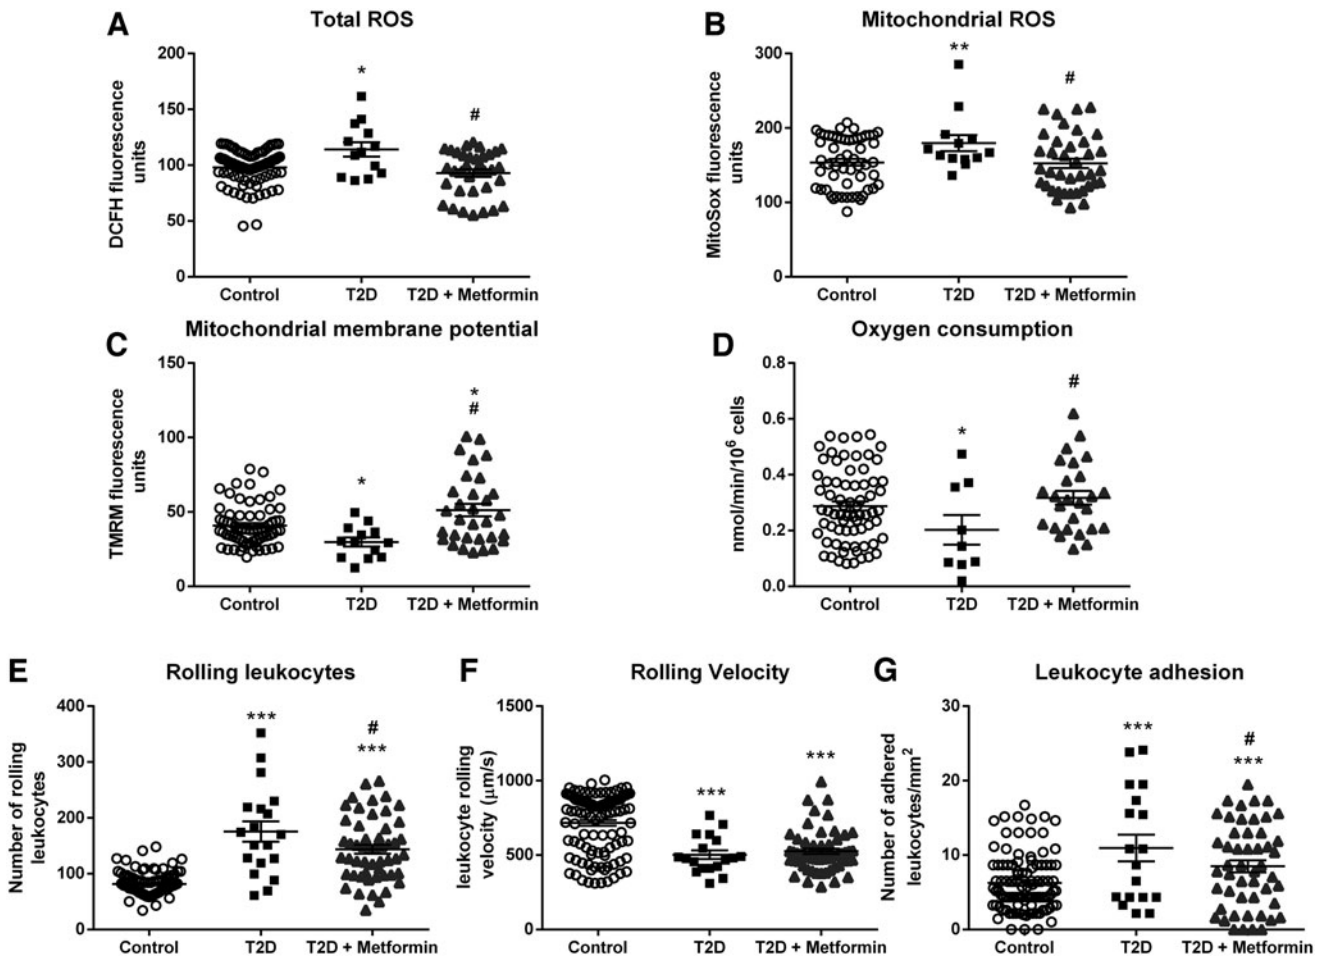 A
Total ROS
DCFH fluorescence
units
200
150
100
50
0
*
#
Control
T2D
T2D + Metformin
B
Mitochondrial ROS
MitoSox fluorescence
units
300
200
100
0
**
#
Control
T2D
T2D + Metformin
C
Mitochondrial membrane potential
TMRM fluorescence
units
150
100
50
0
*
*
#
Control
T2D
T2D + Metformin
D
Oxygen consumption
nmol/min/10⁶ cells
0.8
0.6
0.4
0.2
0.0
*
#
Control
T2D
T2D + Metformin
E
Rolling leukocytes
Number of rolling
leukocytes
400
300
200
100
0
***
#
***
Control
T2D
T2D + Metformin
F
Rolling Velocity
leukocyte rolling
velocity (µm/s)
1500
1000
500
0
***
***
Control
T2D
T2D + Metformin
G
Leukocyte adhesion
Number of adhered
leukocytes/mm²
30
20
10
0
***
#
***
Control
T2D
T2D + Metformin